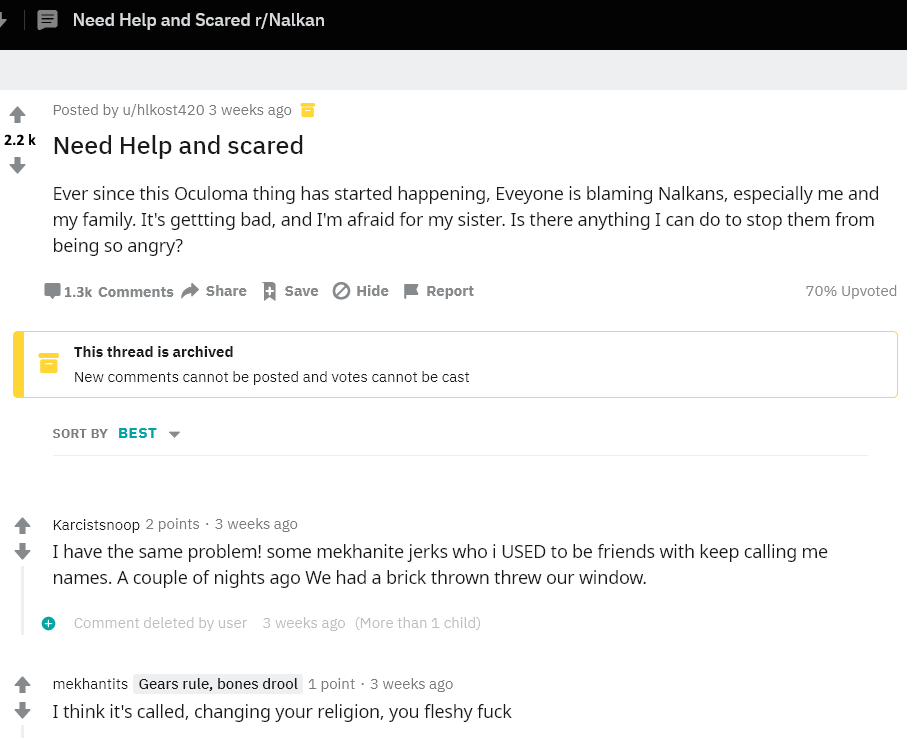 Need Help and Scared r/Nalkan
Posted by u/hlkost420 3 weeks ago
2.2 k
Need Help and scared
Ever since this Oculoma thing has started happening, Eveyone is blaming Nalkans, especially me and
my family. It's gettting bad, and I'm afraid for my sister. Is there anything I can do to stop them from
being so angry?
1.3k Comments Share Save Hide Report 70% Upvoted
This thread is archived
New comments cannot be posted and votes cannot be cast
SORT BY BEST
Karcistsnoop 2 points · 3 weeks ago
I have the same problem! some mekhanite jerks who i USED to be friends with keep calling me
names. A couple of nights ago We had a brick thrown threw our window.
Comment deleted by user 3 weeks ago (More than 1 child)
mekhantits Gears rule, bones drool 1 point · 3 weeks ago
I think it's called, changing your religion, you fleshy fuck